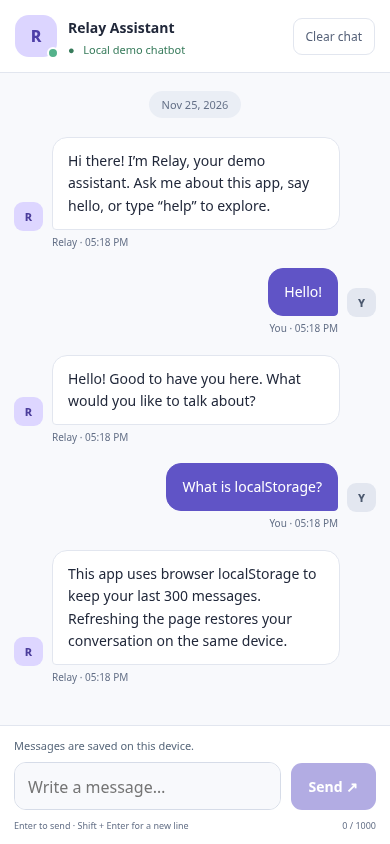 R
Relay Assistant
● Local demo chatbot
Clear chat
Nov 25, 2026
Hi there! I’m Relay, your demo
assistant. Ask me about this app, say
hello, or type “help” to explore.
R
Relay · 05:18 PM
Hello!
Y
You · 05:18 PM
Hello! Good to have you here. What
would you like to talk about?
R
Relay · 05:18 PM
What is localStorage?
Y
You · 05:18 PM
This app uses browser localStorage to
keep your last 300 messages.
Refreshing the page restores your
conversation on the same device.
R
Relay · 05:18 PM
Messages are saved on this device.
Write a message...
Send ↗
Enter to send · Shift + Enter for a new line
0 / 1000